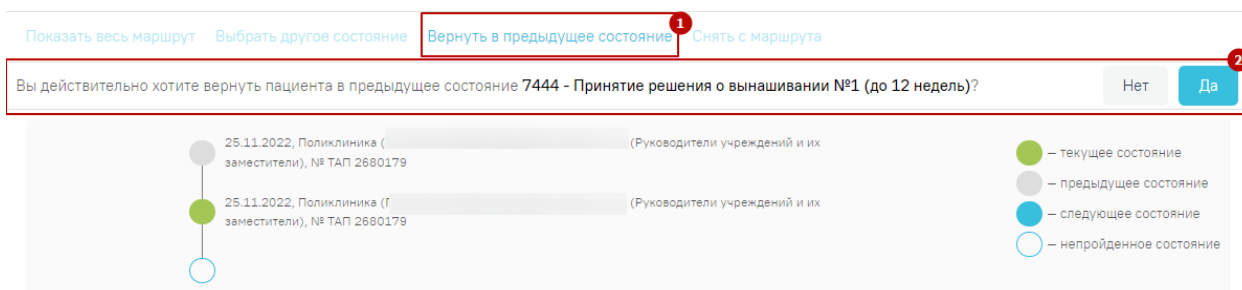 1
Показать весь маршрут Выбрать другое состояние Вернуть в предыдущее состояние Снять с маршрута
2
Вы действительно хотите вернуть пациента в предыдущее состояние 7444 - Принятие решения о вынашивании №1 (до 12 недель)? Нет Да
25.11.2022, Поликлиника ( (Руководители учреждений и их
заместители), № ТАП 2680179
25.11.2022, Поликлиника ( (Руководители учреждений и их
заместители), № ТАП 2680179
– текущее состояние
– предыдущее состояние
– следующее состояние
– непройденное состояние